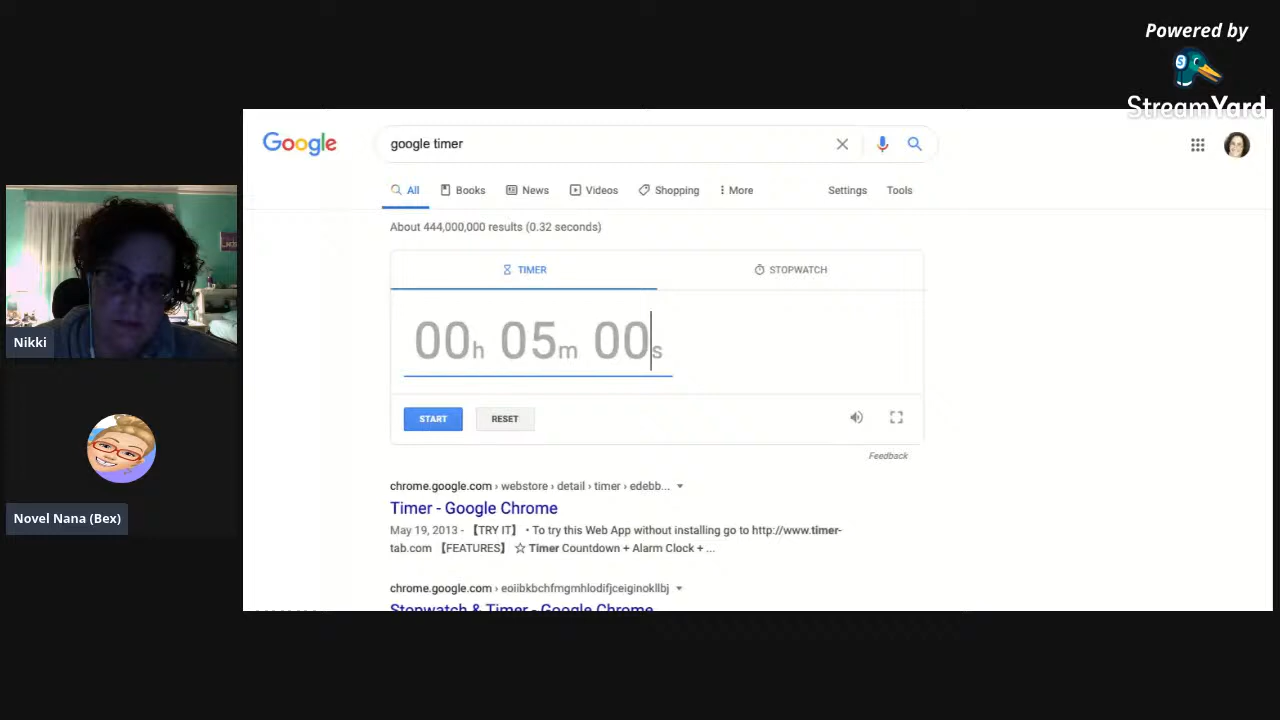 Powered by
StreamYard
Google
google timer
All
Books
News
Videos
Shopping
More
Settings
Tools
About 444,000,000 results (0.32 seconds)
TIMER
STOPWATCH
00h 05m 00s
START
RESET
Feedback
chrome.google.com › webstore › detail › timer › edebb...
Timer - Google Chrome
May 19, 2013 - 【TRY IT】 • To try this Web App without installing go to http://www.timer-
tab.com 【FEATURES】 ☆ Timer Countdown + Alarm Clock + ...
chrome.google.com › eoiibkbchfmgmhlodifjceiginokllbj
Stopwatch & Timer - Google Chrome
Nikki
Novel Nana (Bex)